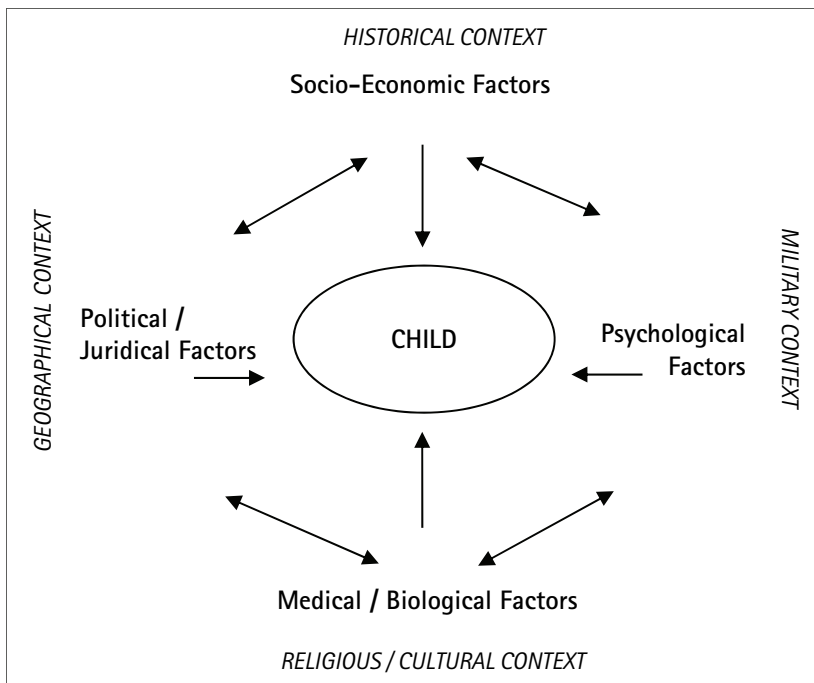 HISTORICAL CONTEXT
Socio-Economic Factors
GEOGRAPHICAL CONTEXT
Political /
Juridical Factors
CHILD
Psychological
Factors
MILITARY CONTEXT
Medical / Biological Factors
RELIGIOUS / CULTURAL CONTEXT